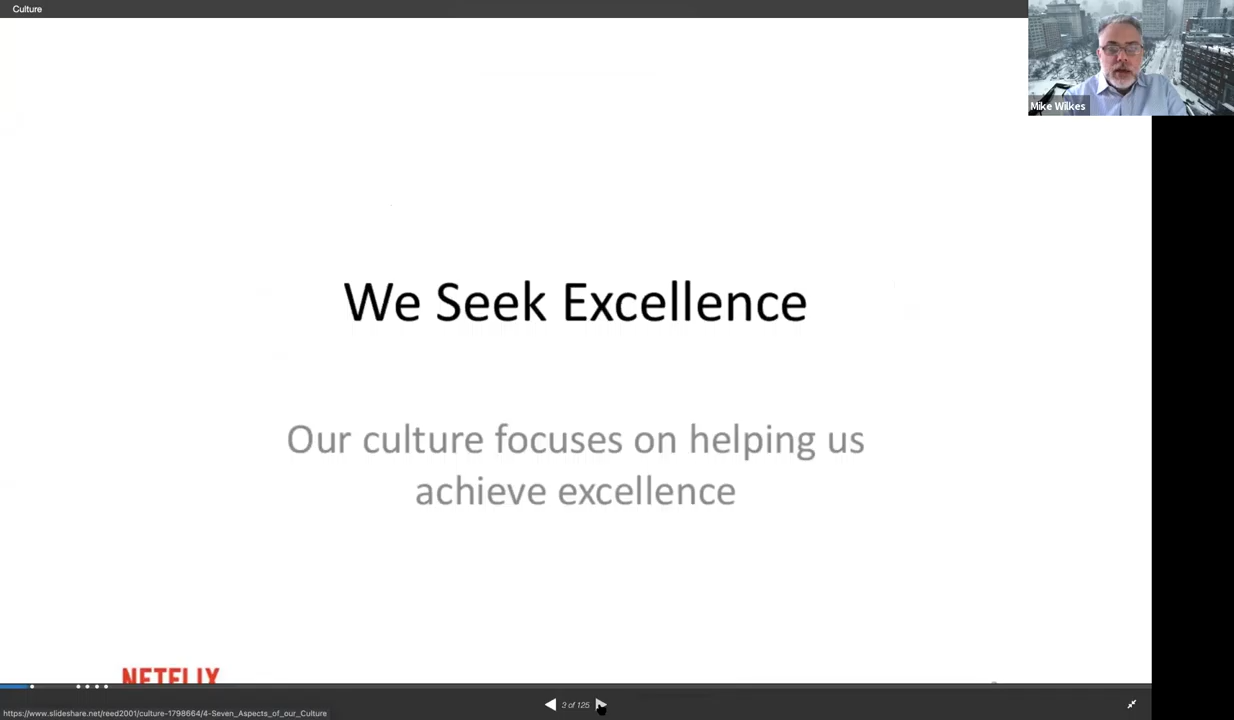 Culture
Mike Wilkes
We Seek Excellence
Our culture focuses on helping us
achieve excellence
NETFLIX
3 of 125
https://www.slideshare.net/reed2001/culture-1798664/4-Seven_Aspects_of_our_Culture